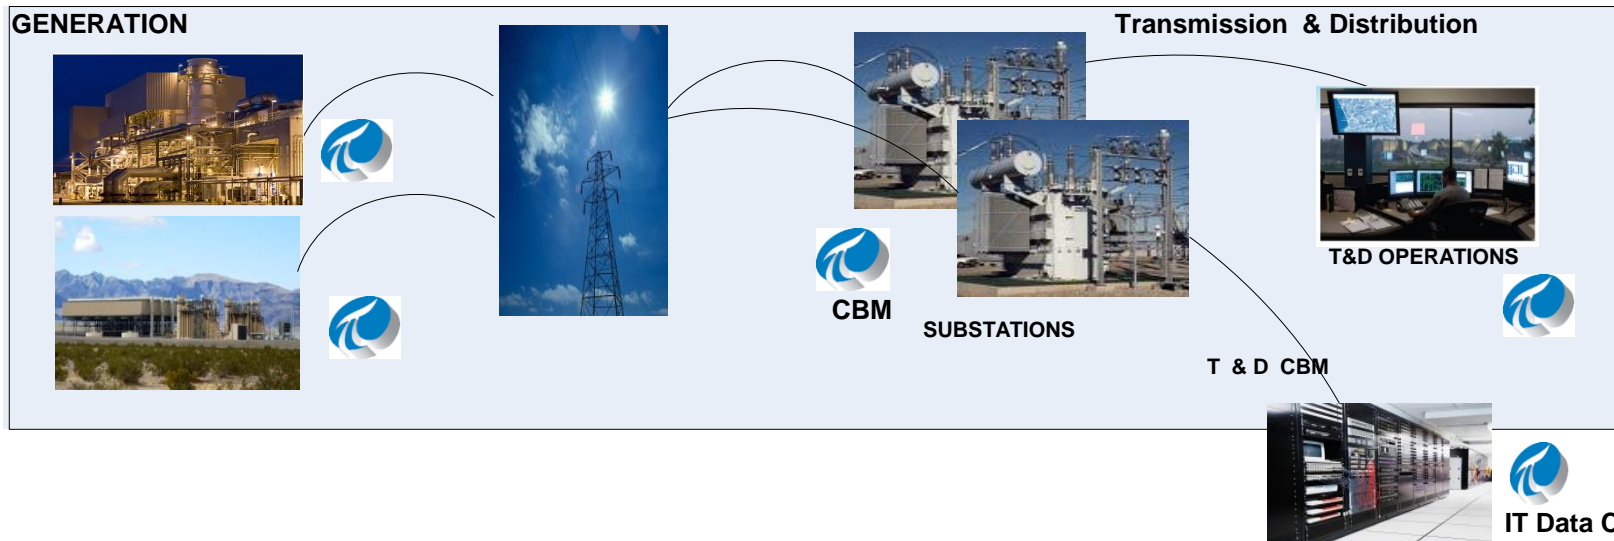 GENERATION
Transmission & Distribution
T&D OPERATIONS
CBM
SUBSTATIONS
T & D CBM
IT Data C